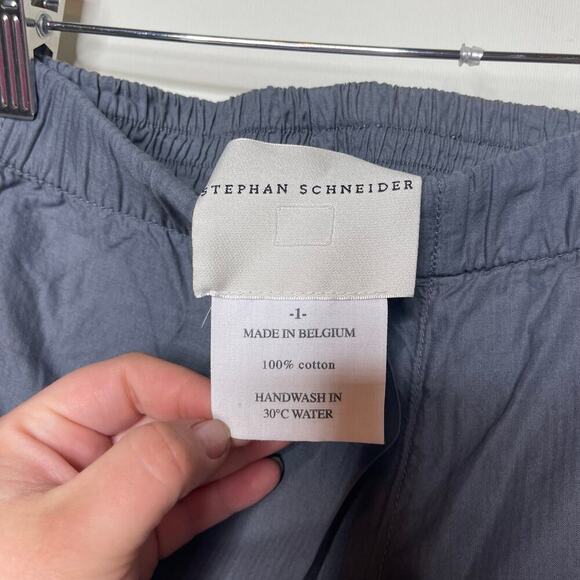 STEPHAN SCHNEIDER
-1-
MADE IN BELGIUM
100% cotton
HANDWASH IN
30°C WATER